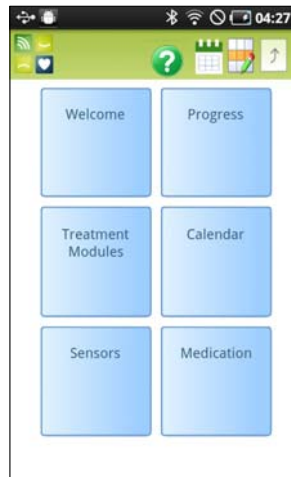 04:27
?
Welcome
Progress
Treatment
Modules
Calendar
Sensors
Medication